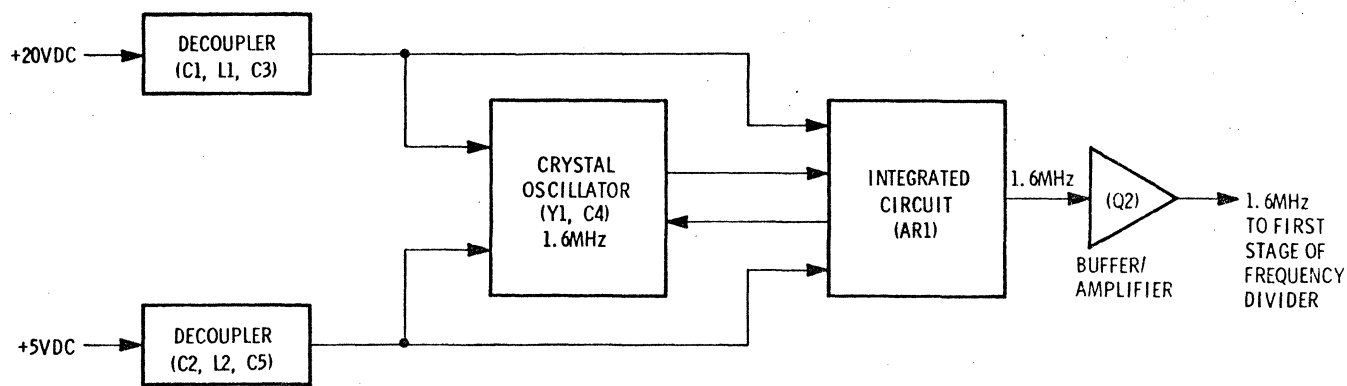 +20VDC
DECOUPLER
(C1, L1, C3)
CRYSTAL
OSCILLATOR
(Y1, C4)
1.6MHz
INTEGRATED
CIRCUIT
(AR1)
1.6MHz
(Q2)
BUFFER/
AMPLIFIER
1.6MHz
TO FIRST
STAGE OF
FREQUENCY
DIVIDER
+5VDC
DECOUPLER
(C2, L2, C5)